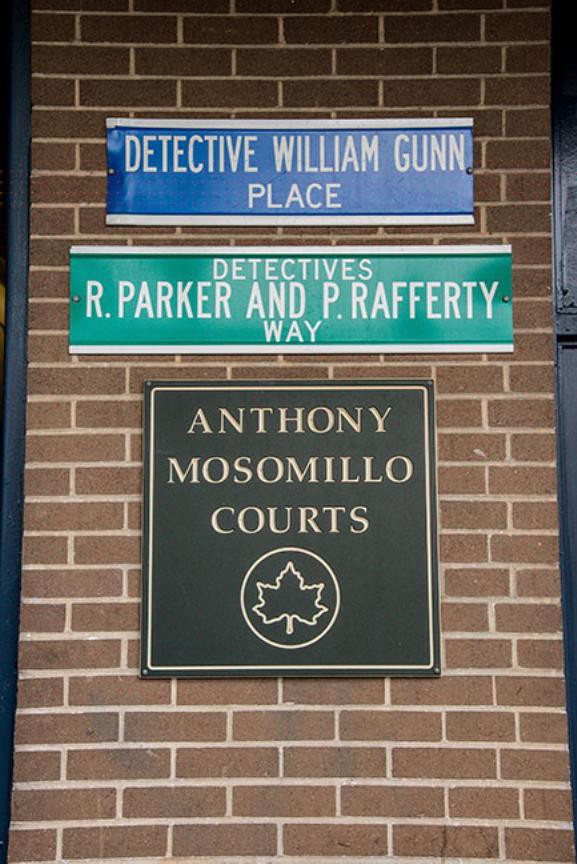 DETECTIVE WILLIAM GUNN
PLACE
DETECTIVES
R. PARKER AND P. RAFFERTY
WAY
ANTHONY
MOSOMILLO
COURTS